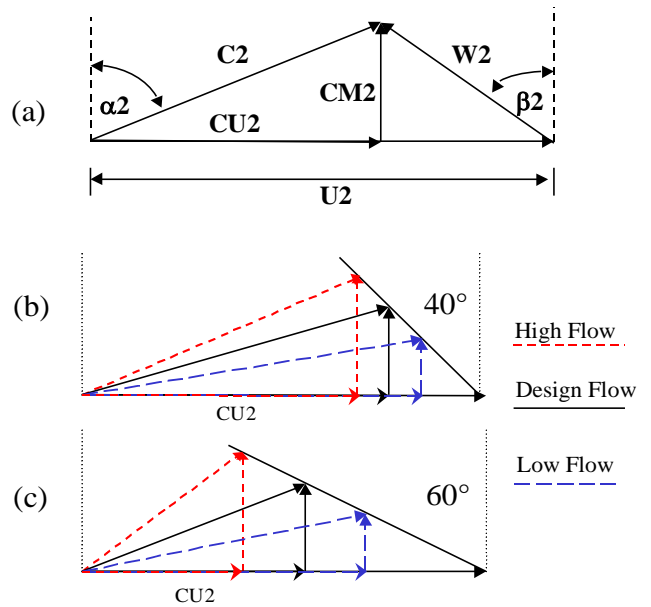 C2
W2
α2
CM2
β2
(a)
CU2
U2
(b)
40°
High Flow
Design Flow
CU2
(c)
60°
Low Flow
CU2